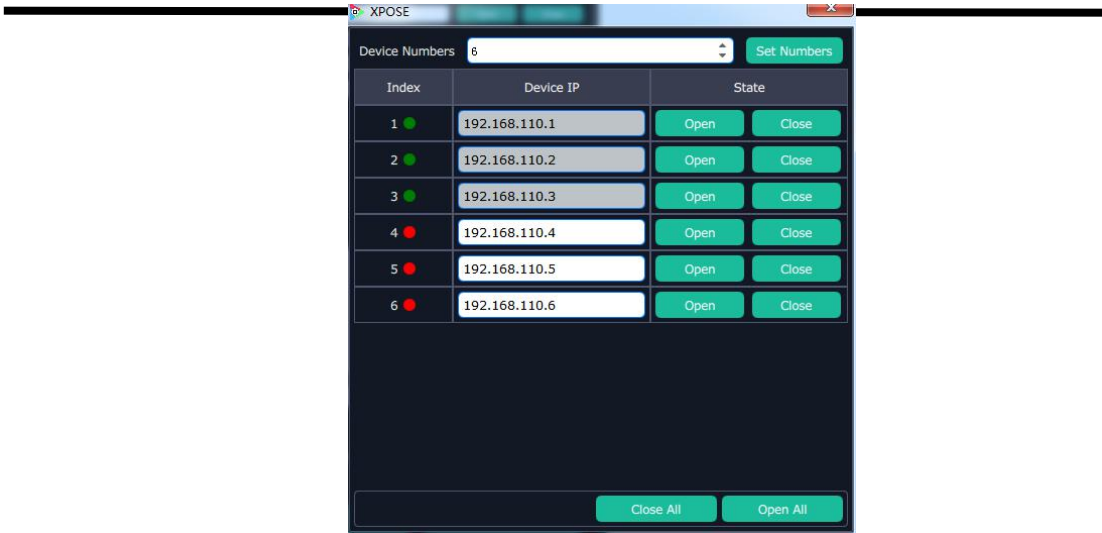 XPOSE
Device Numbers 6 Set Numbers
Index Device IP State
1 192.168.110.1 Open Close
2 192.168.110.2 Open Close
3 192.168.110.3 Open Close
4 192.168.110.4 Open Close
5 192.168.110.5 Open Close
6 192.168.110.6 Open Close
Close All Open All